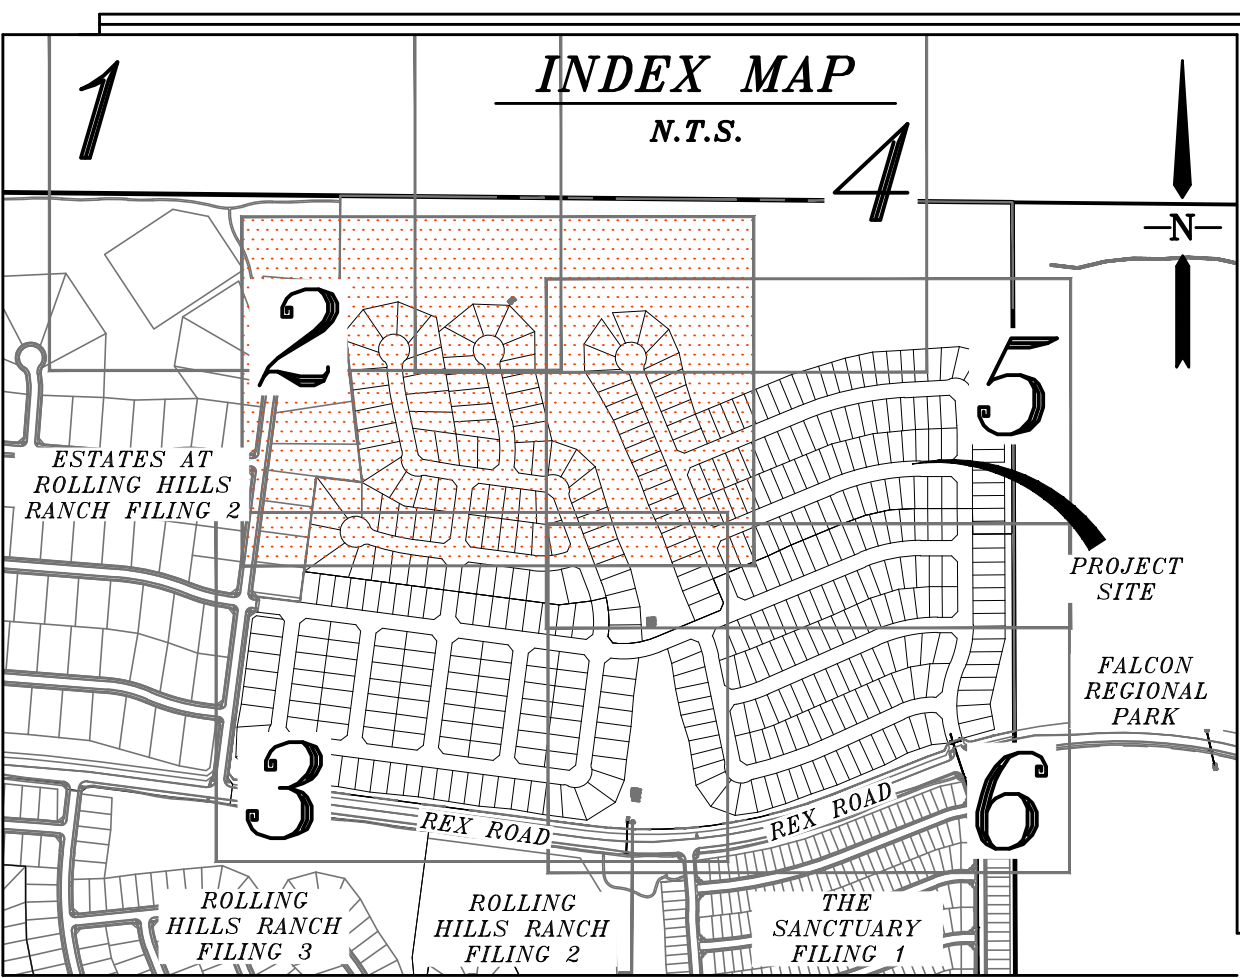 INDEX MAP
N.T.S.
1
4
N
2
5
ESTATES AT
ROLLING HILLS
RANCH FILING 2
PROJECT
SITE
FALCON
REGIONAL
PARK
3
6
REX ROAD
REX ROAD
ROLLING
HILLS RANCH
FILING 3
ROLLING
HILLS RANCH
FILING 2
THE
SANCTUARY
FILING 1